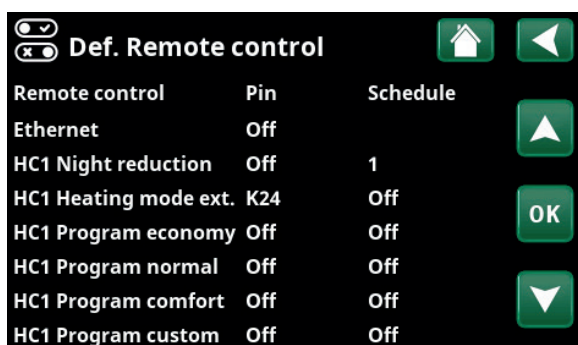 Def. Remote control
Remote control Pin Schedule
Ethernet Off
HC1 Night reduction Off 1
HC1 Heating mode ext. K24 Off
HC1 Program economy Off Off
HC1 Program normal Off Off
HC1 Program comfort Off Off
HC1 Program custom Off Off
OK